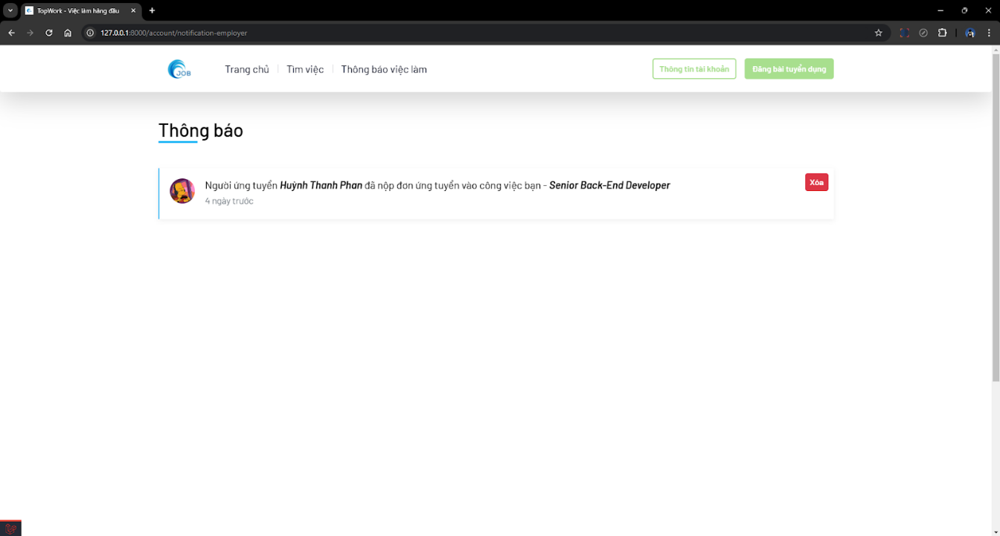 TopWork - Việc làm hàng đầu
127.0.0.1:8000/account/notification-employer
JOB
Trang chủ
Tìm việc
Thông báo việc làm
Thông tin tài khoản
Đăng bài tuyển dụng
Thông báo
Người ứng tuyển Huỳnh Thanh Phan đã nộp đơn ứng tuyển vào công việc bạn - Senior Back-End Developer
Xóa
4 ngày trước